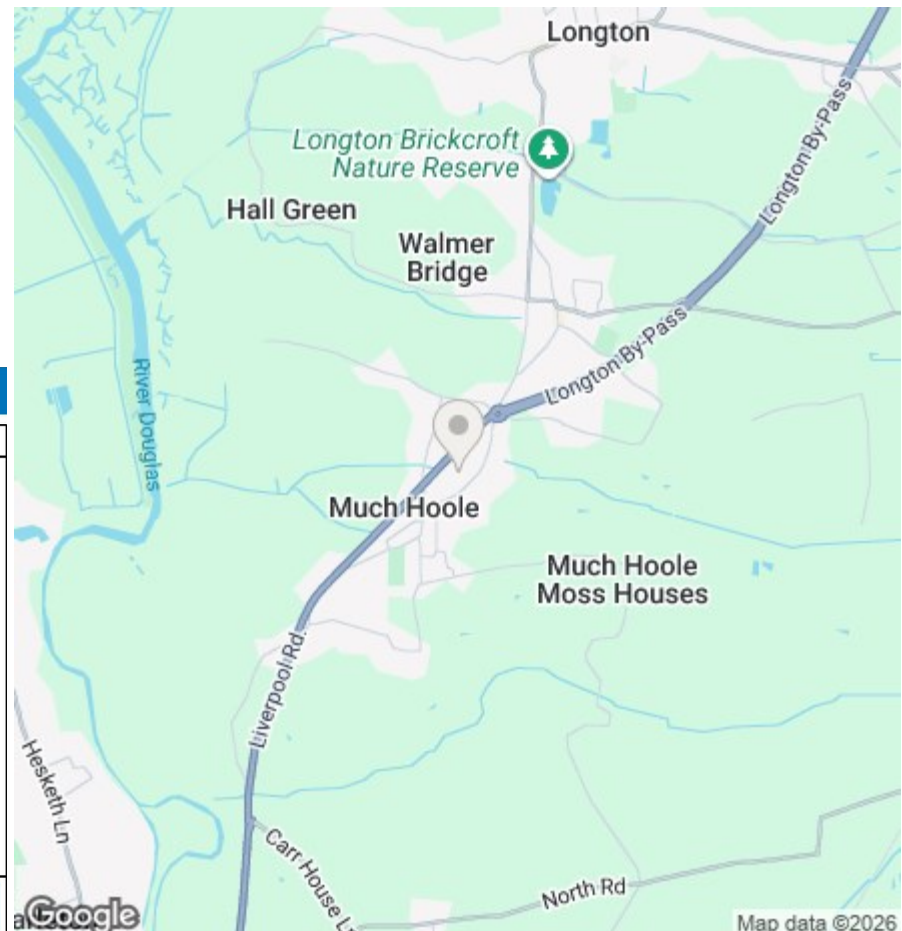 Longton
Longton Brickcroft
Nature Reserve
Longton By-Pass
Hall Green
Walmer
Bridge
Longton By-Pass
River Douglas
Much Hoole
Much Hoole
Moss Houses
Liverpool Rd.
Hesketh Ln
Carr House L
North Rd
Google
Map data ©2026